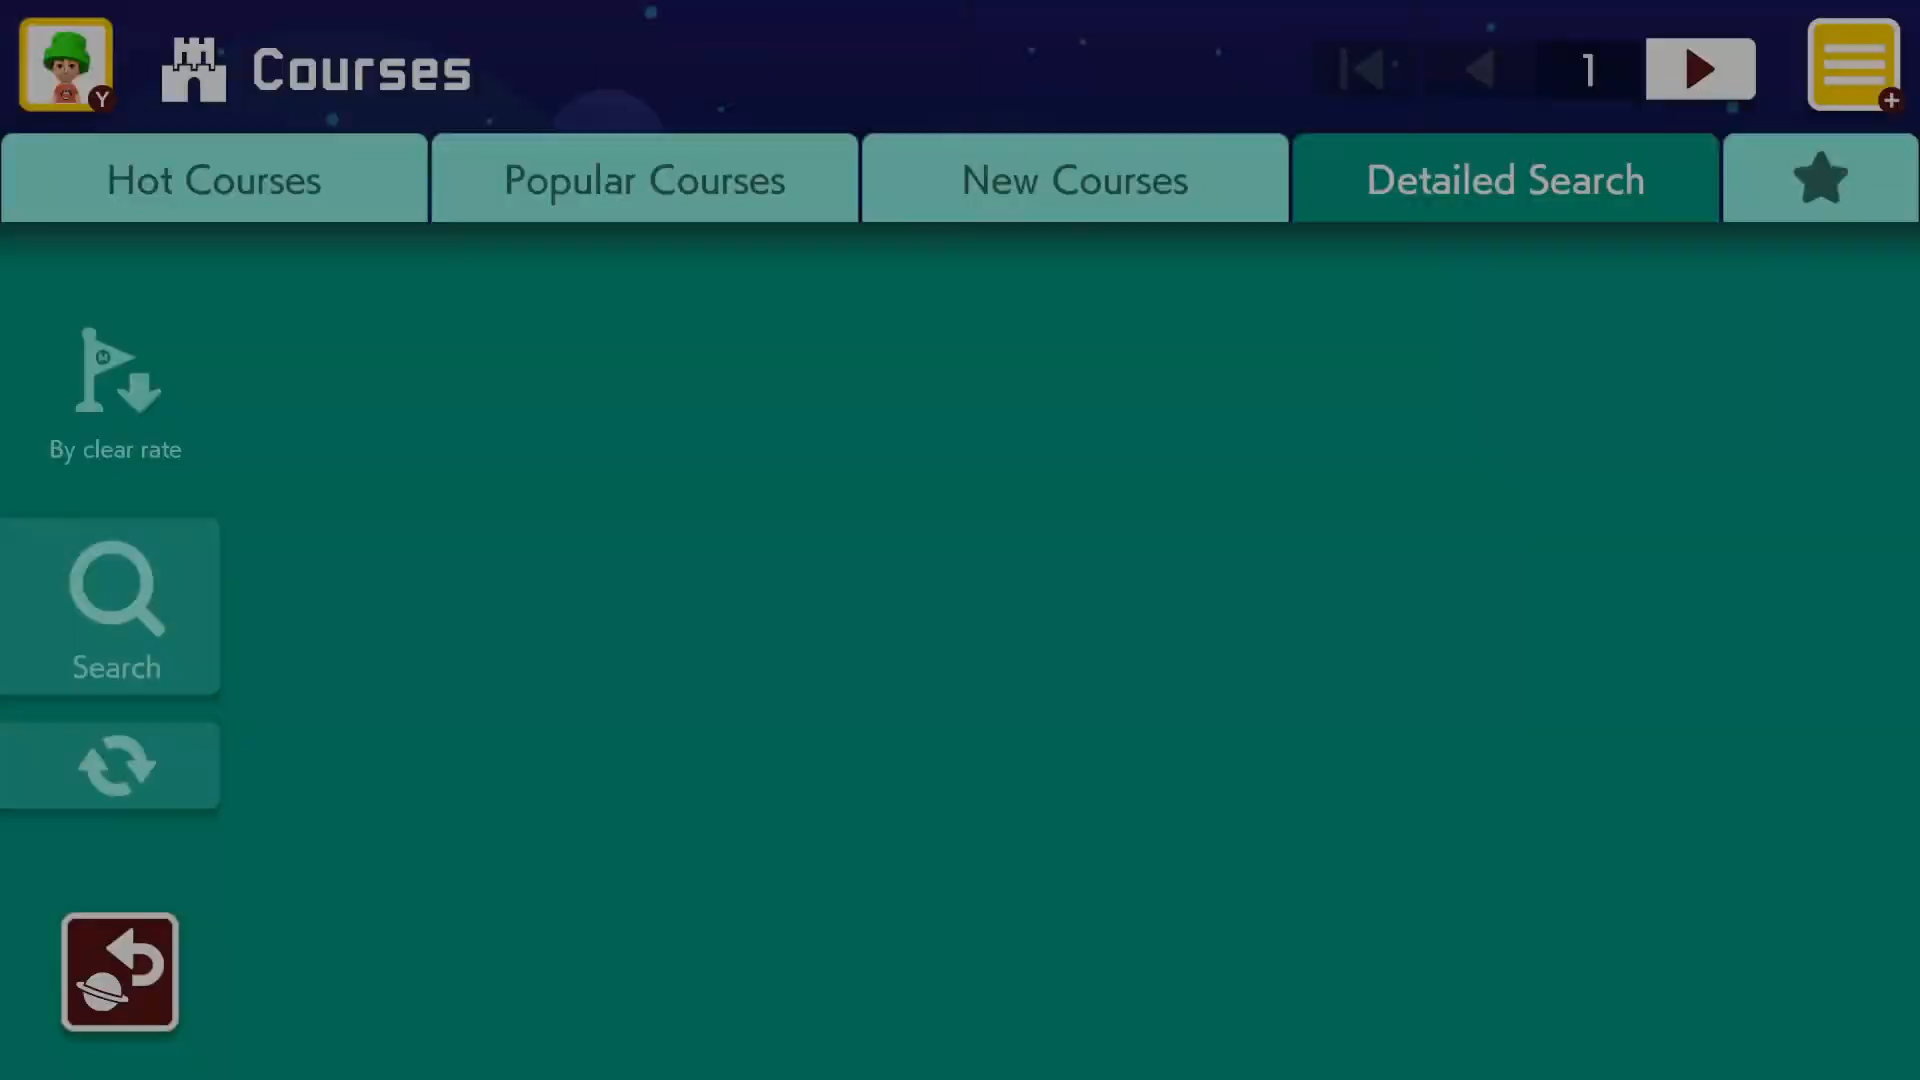 Y
Courses
1
+
Hot Courses
Popular Courses
New Courses
Detailed Search
M
By clear rate
Search